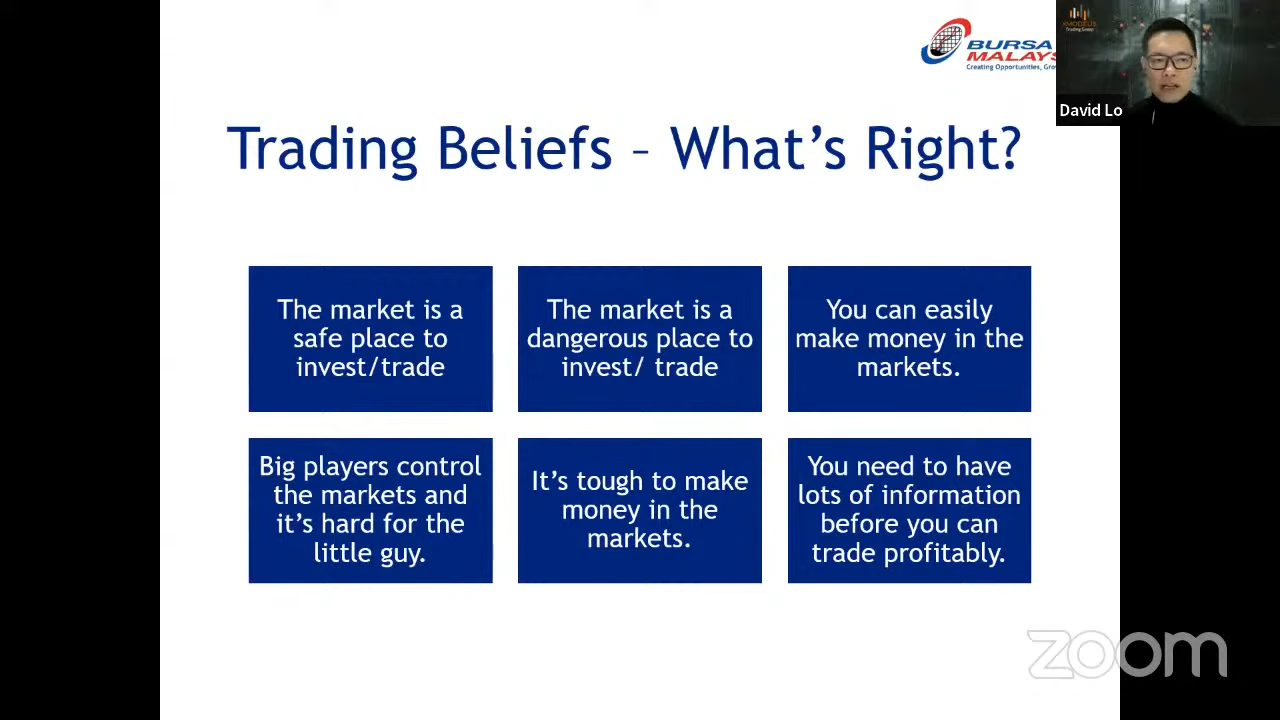 BURSA
MALAYS
Creating Opportunities, Gro
Trading Group
David Lo
Trading Beliefs – What's Right?
The market is a
safe place to
invest/trade
The market is a
dangerous place to
invest/ trade
You can easily
make money in the
markets.
Big players control
the markets and
it's hard for the
little guy.
It's tough to make
money in the
markets.
You need to have
lots of information
before you can
trade profitably.
zoom